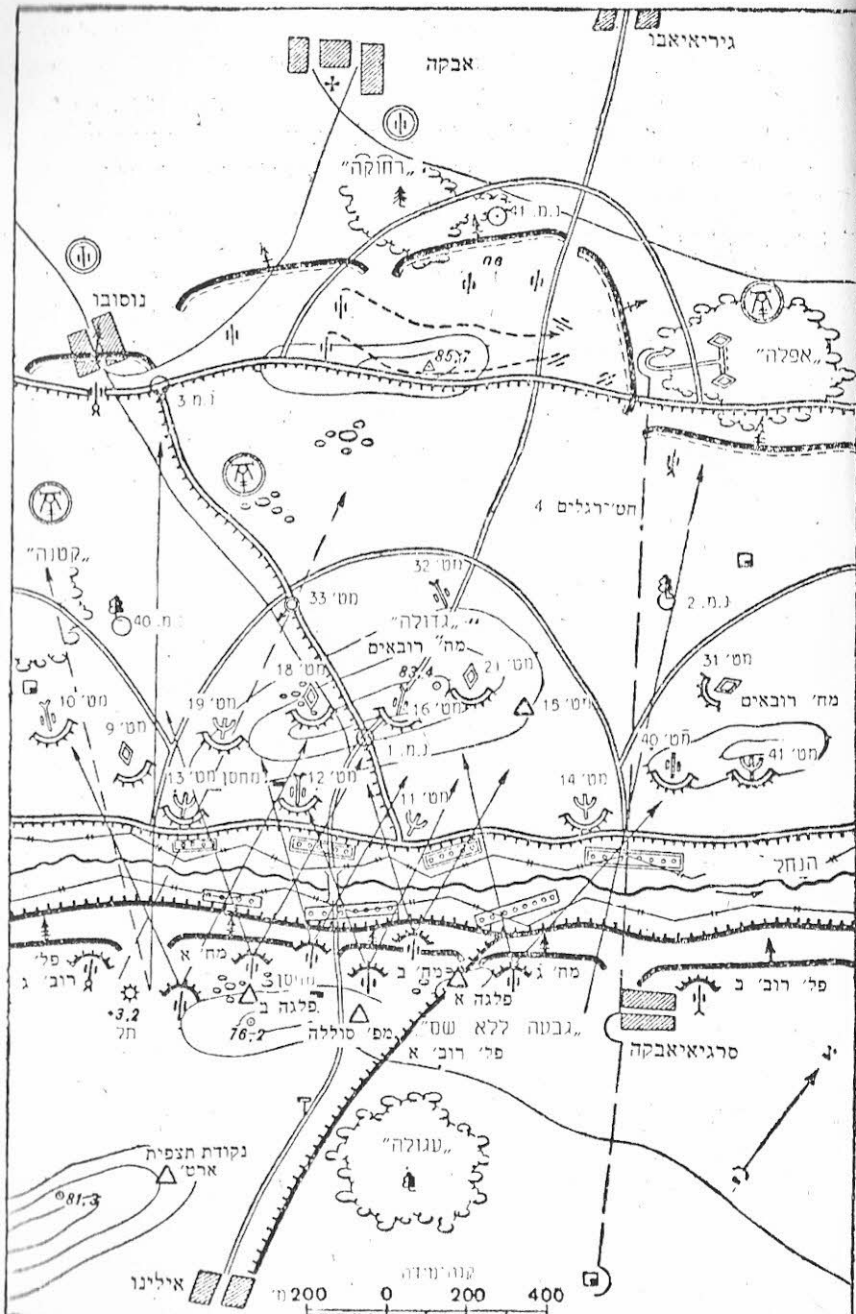 גיריאיאבו
אבקה
„רחוקה"
נ.מ. 41
פח
נוסובו
85.7
„אפלה"
נ.מ 3
חט״רגלים 4
„קטנה"
מט׳ 32
מט׳ 33
נ.מ. 40
נ.מ. 2
„גדולה"
מח׳ רובאים
83.4
מט׳ 21
מט׳ 18
מט׳ 31
מט׳ 19
מט׳ 10
מט׳ 9
מט׳ 16
מט׳ 15
מח׳ רובאים
נ.מ. 1
מט׳ 40
מט׳ 41
מט׳ 13
מחסן
מט׳ 12
מט׳ 11
מט׳ 14
הנחל
פל׳
רוב׳ ג
מח׳ א
מח׳ ב
מח׳ ג
פל׳ רוב׳ ב
פלגה ב
פלגה א
+3,2
תל
76.2
מפ׳ סוללה
„גבעה ללא שם"
פל׳ רוב׳ א
סרגיאיאבקה
„עגולה"
נקודת תצפית
ארט׳
81.3
אילינו
קנה־מידה
מ׳ 200 0 200 400